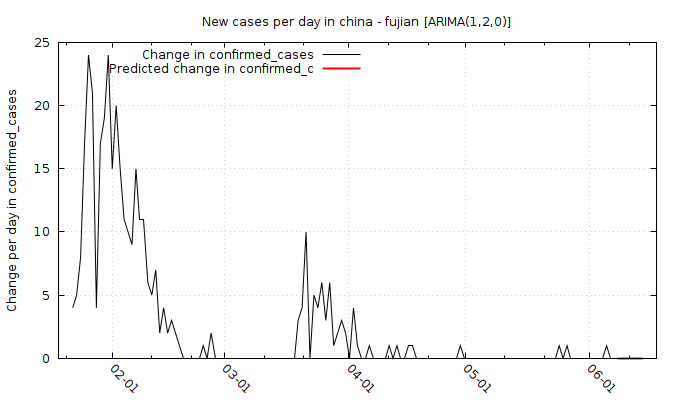 New cases per day in china - fujian [ARIMA(1,2,0)]
Change in confirmed_cases
Predicted change in confirmed_c
Change per day in confirmed_cases
25
20
15
10
5
0
02-01
03-01
04-01
05-01
06-01